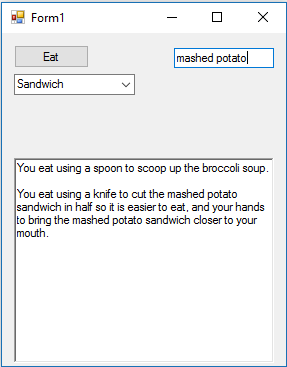 Form1
Eat
mashed potato
Sandwich
You eat using a spoon to scoop up the broccoli soup.
You eat using a knife to cut the mashed potato
sandwich in half so it is easier to eat, and your hands
to bring the mashed potato sandwich closer to your
mouth.